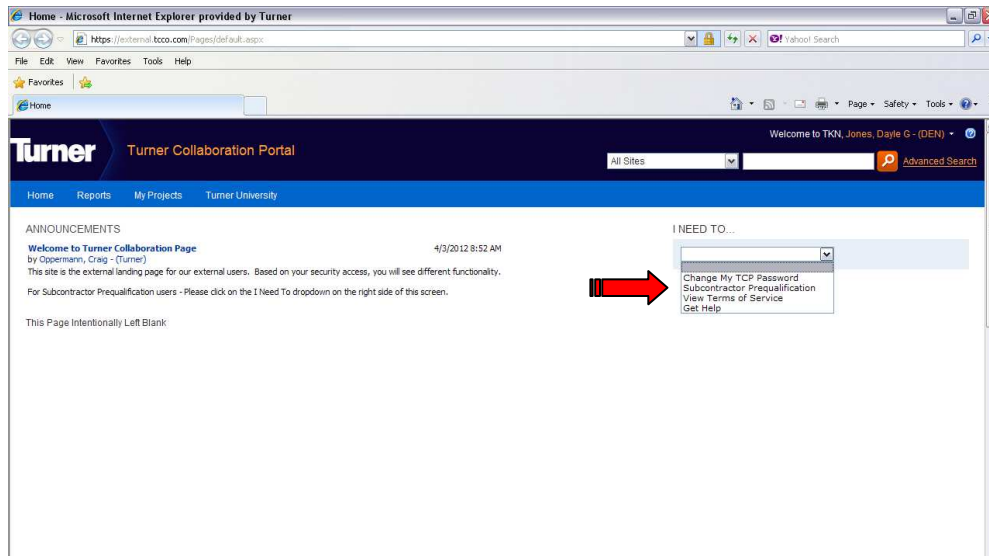 Home - Microsoft Internet Explorer provided by Turner
https://external.tcco.com/Pages/default.aspx
Yahoo! Search
File Edit View Favorites Tools Help
Favorites
Home
Page Safety Tools
Welcome to TKN, Jones, Dayle G - (DEN)
Turner
Turner Collaboration Portal
All Sites
Advanced Search
Home Reports My Projects Turner University
ANNOUNCEMENTS
Welcome to Turner Collaboration Page 4/3/2012 8:52 AM
by Oppermann, Craig - (Turner)
This site is the external landing page for our external users. Based on your security access, you will see different functionality.
For Subcontractor Prequalification users - Please click on the I Need To dropdown on the right side of this screen.
This Page Intentionally Left Blank
I NEED TO...
Change My TCP Password
Subcontractor Prequalification
View Terms of Service
Get Help